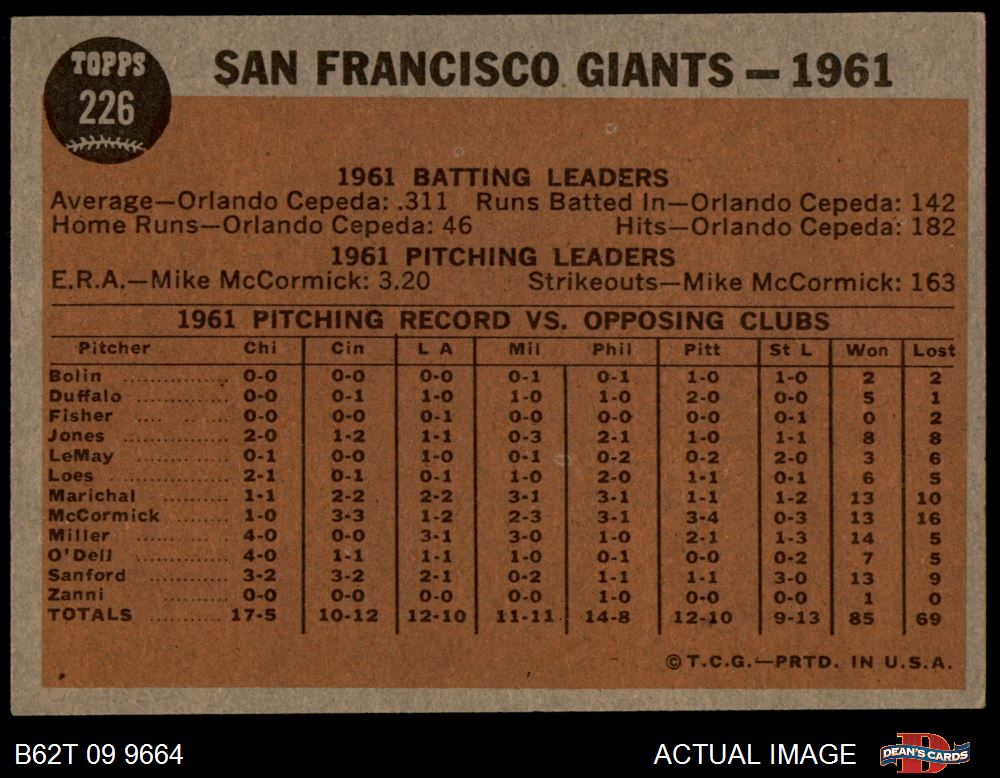 TOPPS
226
SAN FRANCISCO GIANTS — 1961
1961 BATTING LEADERS
Average—Orlando Cepeda: .311 Runs Batted In—Orlando Cepeda: 142
Home Runs—Orlando Cepeda: 46 Hits—Orlando Cepeda: 182
1961 PITCHING LEADERS
E.R.A.—Mike McCormick: 3.20 Strikeouts—Mike McCormick: 163
1961 PITCHING RECORD VS. OPPOSING CLUBS
Pitcher Chi Cin L A Mil Phil Pitt St L Won Lost
Bolin 0-0 0-0 0-0 0-1 0-1 1-0 1-0 2 2
Duffalo 0-0 0-1 1-0 1-0 1-0 2-0 0-0 5 1
Fisher 0-0 0-0 0-1 0-0 0-0 0-0 0-1 0 2
Jones 2-0 1-2 1-1 0-3 2-1 1-0 1-1 8 8
LeMay 0-1 0-0 1-0 0-1 0-2 0-2 2-0 3 6
Loes 2-1 0-1 0-1 1-0 2-0 1-1 0-1 6 5
Marichal 1-1 2-2 2-2 3-1 3-1 1-1 1-2 13 10
McCormick 1-0 3-3 1-2 2-3 3-1 3-4 0-3 13 16
Miller 4-0 0-0 3-1 3-0 1-0 2-1 1-3 14 5
O'Dell 4-0 1-1 1-1 1-0 0-1 0-0 0-2 7 5
Sanford 3-2 3-2 2-1 0-2 1-1 1-1 3-0 13 9
Zanni 0-0 0-0 0-0 0-0 1-0 0-0 0-0 1 0
TOTALS 17-5 10-12 12-10 11-11 14-8 12-10 9-13 85 69
© T.C.G.—PRTD. IN U.S.A.
B62T 09 9664 ACTUAL IMAGE DEAN'S CARDS